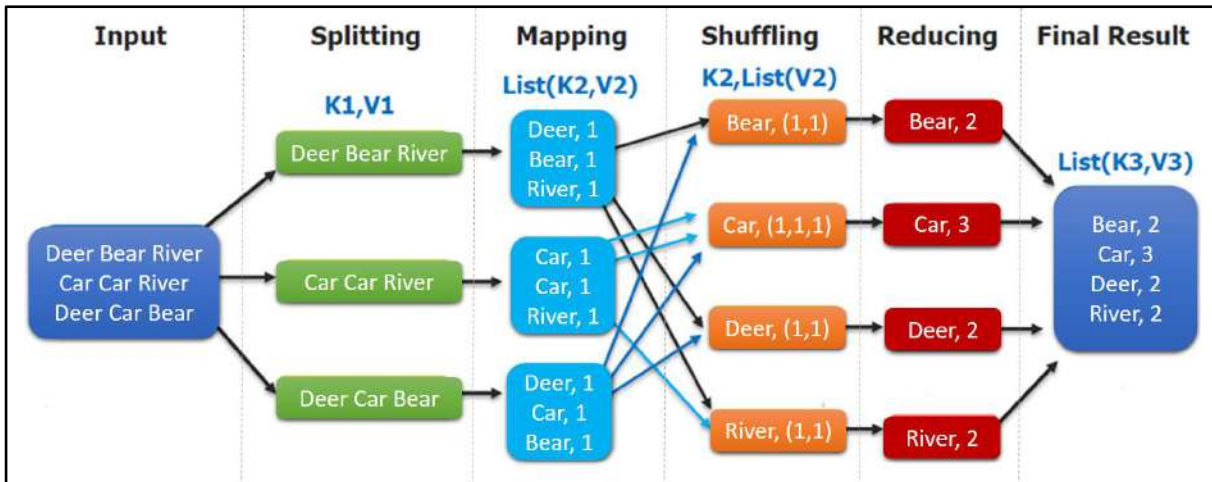 Input
Splitting
Mapping
Shuffling
Reducing
Final Result
K1,V1
List(K2,V2)
K2,List(V2)
List(K3,V3)
Deer Bear River
Car Car River
Deer Car Bear
Deer Bear River
Car Car River
Deer Car Bear
Deer, 1
Bear, 1
River, 1
Car, 1
Car, 1
River, 1
Deer, 1
Car, 1
Bear, 1
Bear, (1,1)
Car, (1,1,1)
Deer, (1,1)
River, (1,1)
Bear, 2
Car, 3
Deer, 2
River, 2
Bear, 2
Car, 3
Deer, 2
River, 2